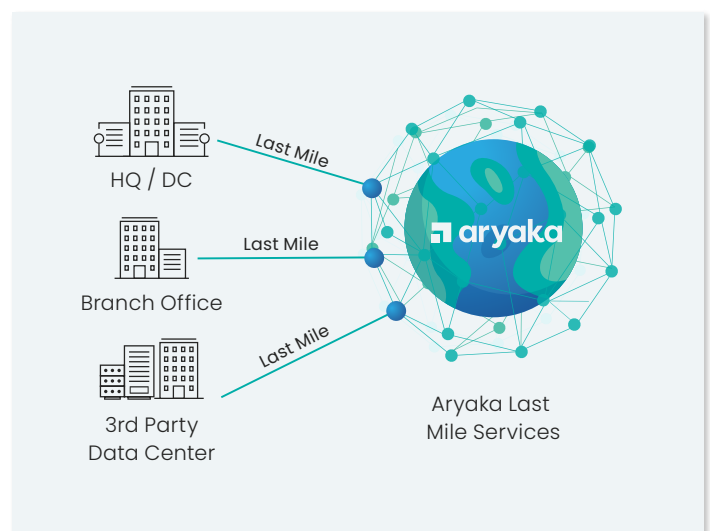 Last Mile
HQ / DC
Last Mile
Branch Office
Last Mile
3rd Party
Data Center
aryaka
Aryaka Last
Mile Services